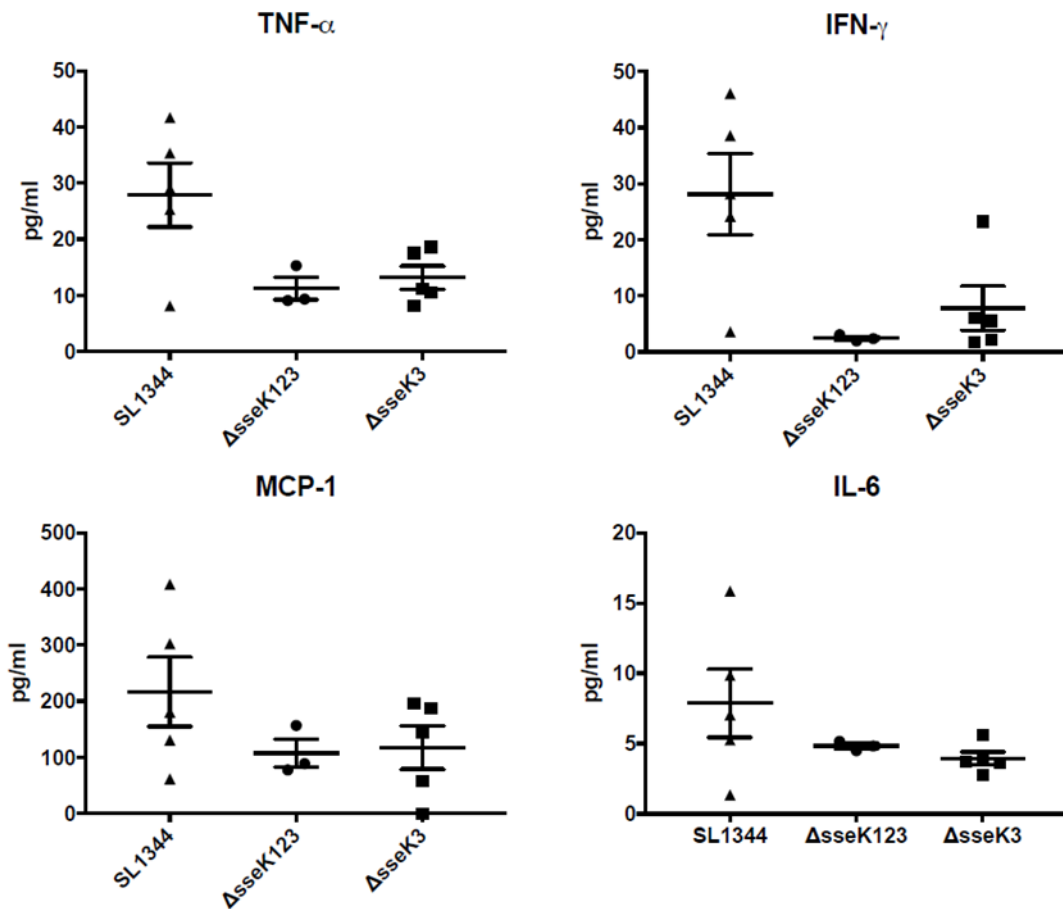 TNF-α
50
40
30
20
10
0
pg/ml
SL1344
ΔsseK123
ΔsseK3
IFN-γ
50
40
30
20
10
0
pg/ml
SL1344
ΔsseK123
ΔsseK3
MCP-1
500
400
300
200
100
0
pg/ml
SL1344
ΔsseK123
ΔsseK3
IL-6
20
15
10
5
0
pg/ml
SL1344
ΔsseK123
ΔsseK3